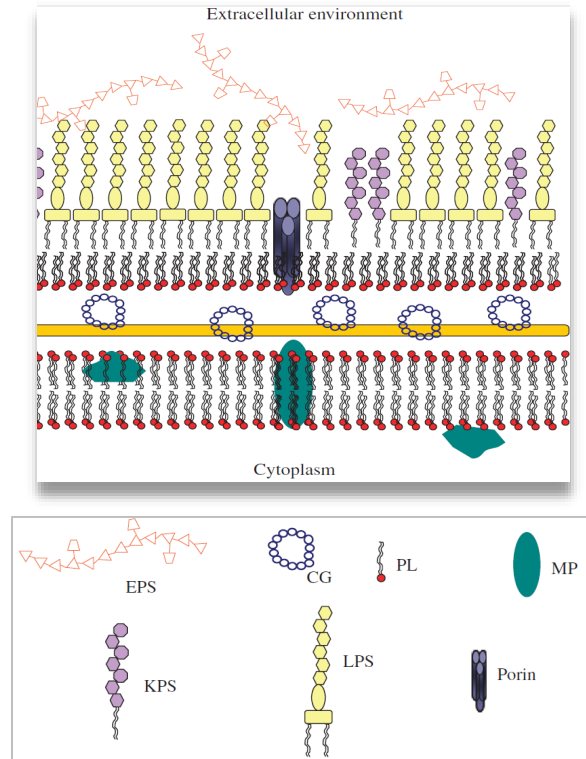 Extracellular environment
Cytoplasm
EPS
CG
PL
MP
KPS
LPS
Porin